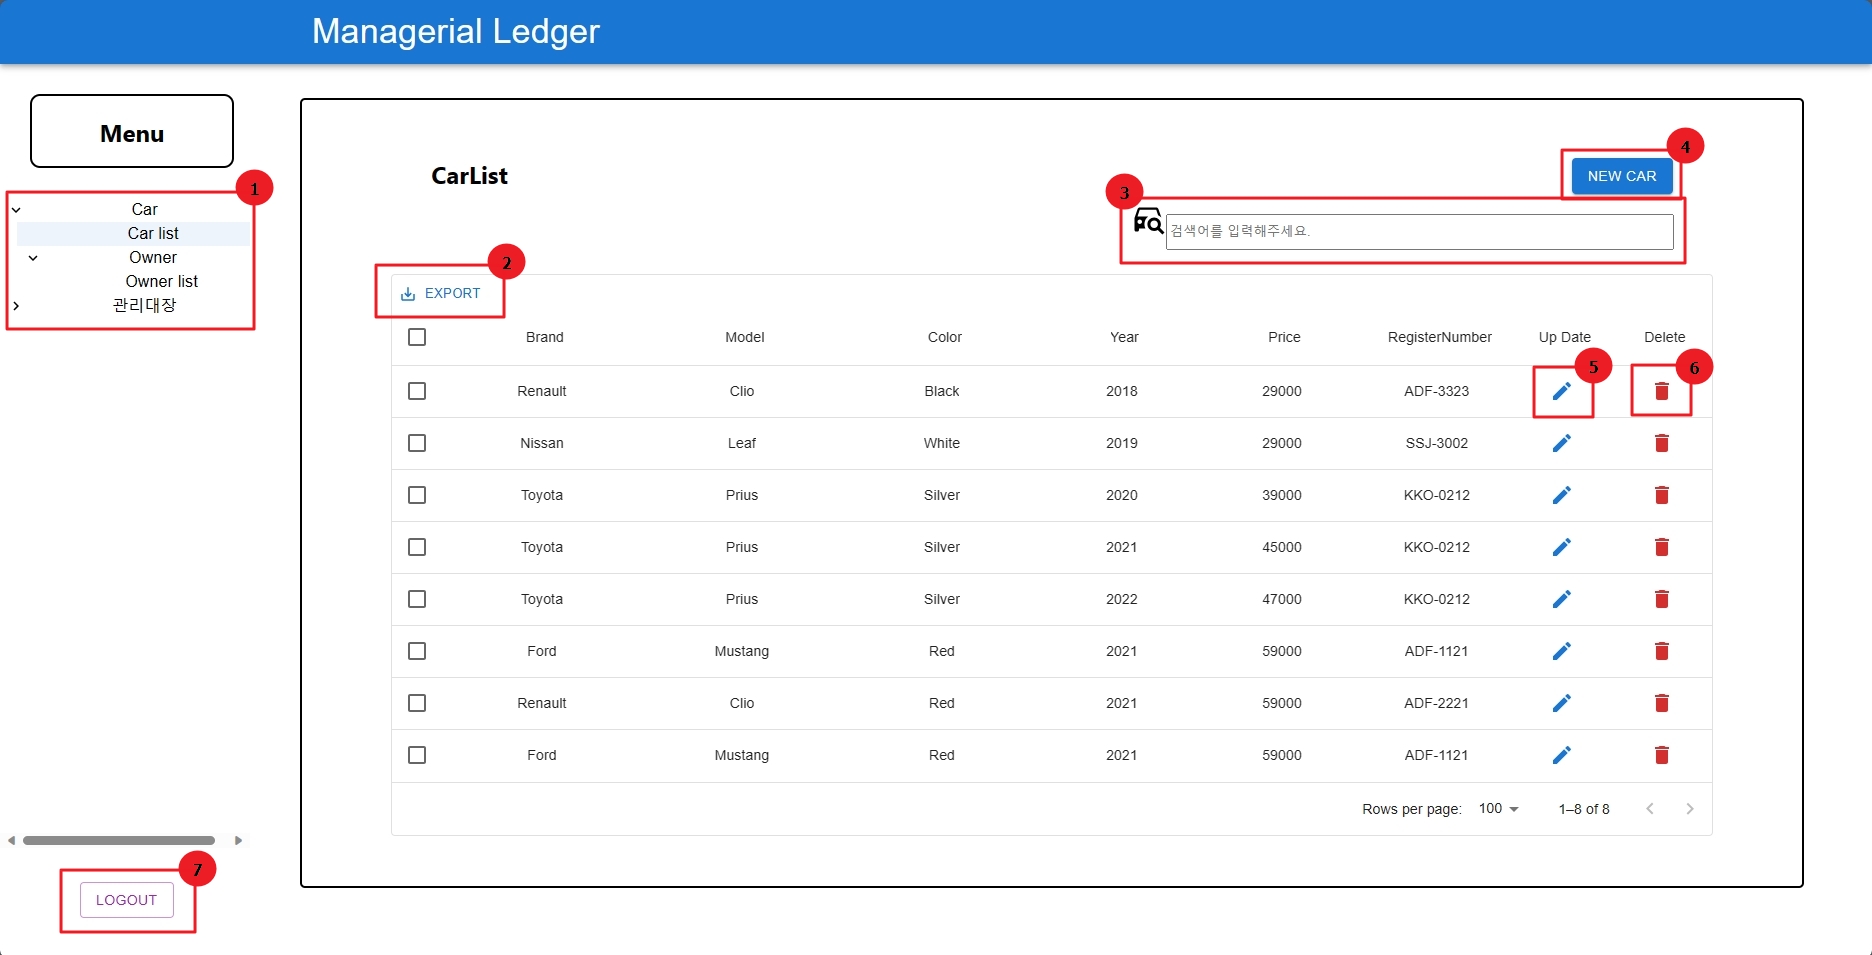 Managerial Ledger
Menu
1
Car
Car list
Owner
Owner list
관리대장
CarList
4
NEW CAR
3
검색어를 입력해주세요.
2
EXPORT
Brand Model Color Year Price RegisterNumber Up Date Delete
5 6
Renault Clio Black 2018 29000 ADF-3323
Nissan Leaf White 2019 29000 SSJ-3002
Toyota Prius Silver 2020 39000 KKO-0212
Toyota Prius Silver 2021 45000 KKO-0212
Toyota Prius Silver 2022 47000 KKO-0212
Ford Mustang Red 2021 59000 ADF-1121
Renault Clio Red 2021 59000 ADF-2221
Ford Mustang Red 2021 59000 ADF-1121
Rows per page: 100 1–8 of 8
7
LOGOUT